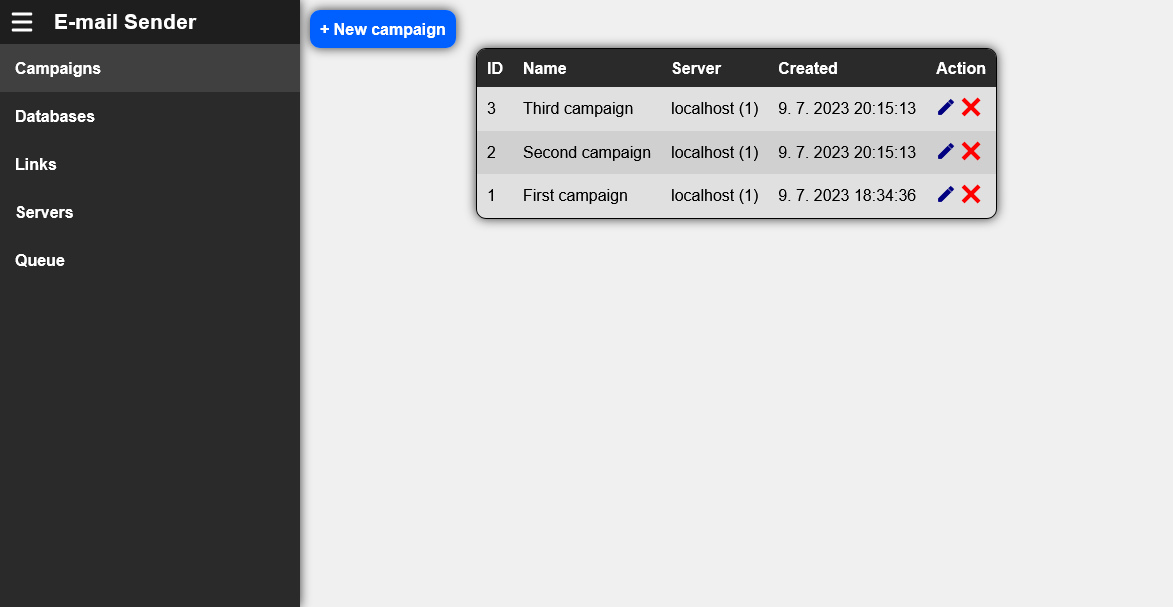 E-mail Sender
Campaigns
Databases
Links
Servers
Queue
+ New campaign
ID Name Server Created Action
3 Third campaign localhost (1) 9. 7. 2023 20:15:13
2 Second campaign localhost (1) 9. 7. 2023 20:15:13
1 First campaign localhost (1) 9. 7. 2023 18:34:36